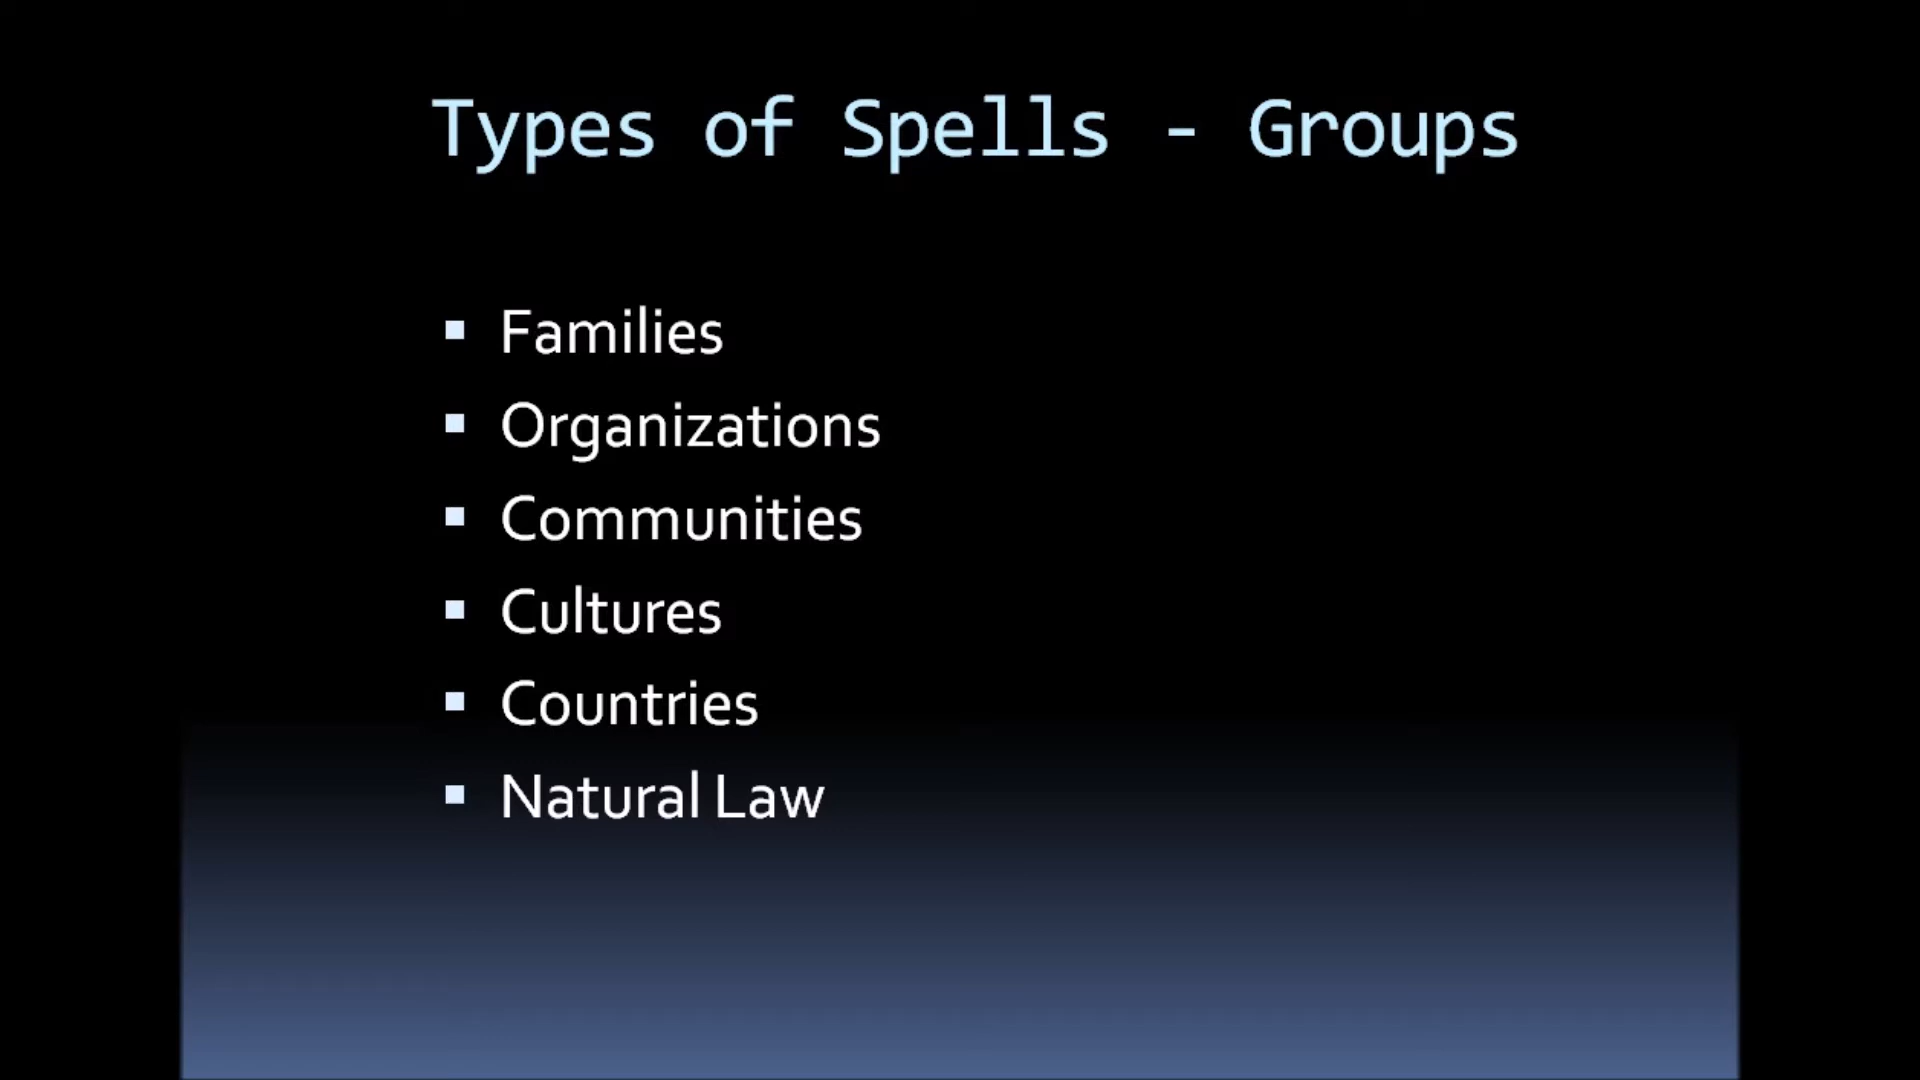 Types of Spells - Groups
Families
Organizations
Communities
Cultures
Countries
Natural Law